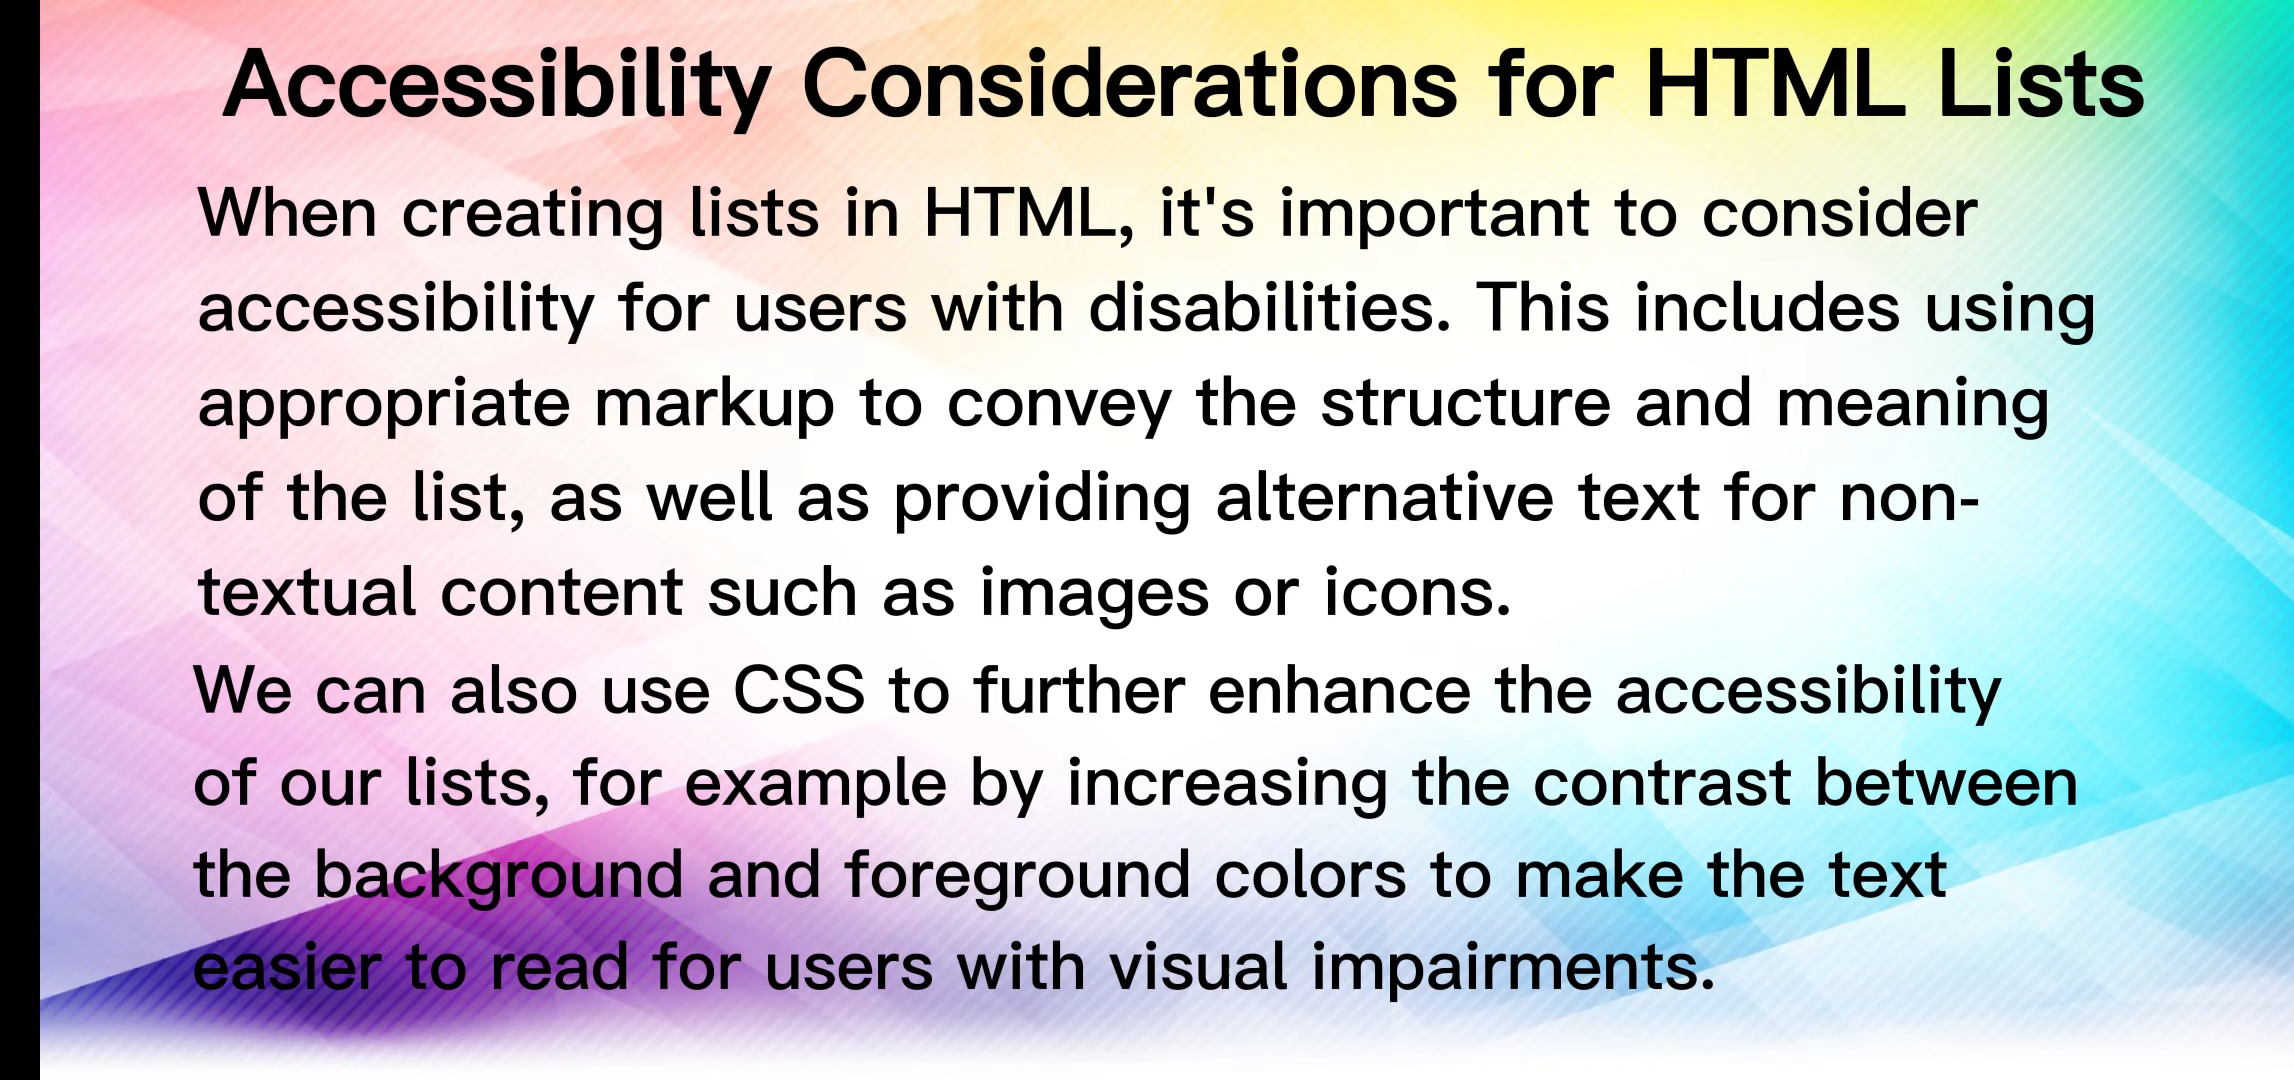 Accessibility Considerations for HTML Lists
When creating lists in HTML, it's important to consider
accessibility for users with disabilities. This includes using
appropriate markup to convey the structure and meaning
of the list, as well as providing alternative text for non-
textual content such as images or icons.
We can also use CSS to further enhance the accessibility
of our lists, for example by increasing the contrast between
the background and foreground colors to make the text
easier to read for users with visual impairments.